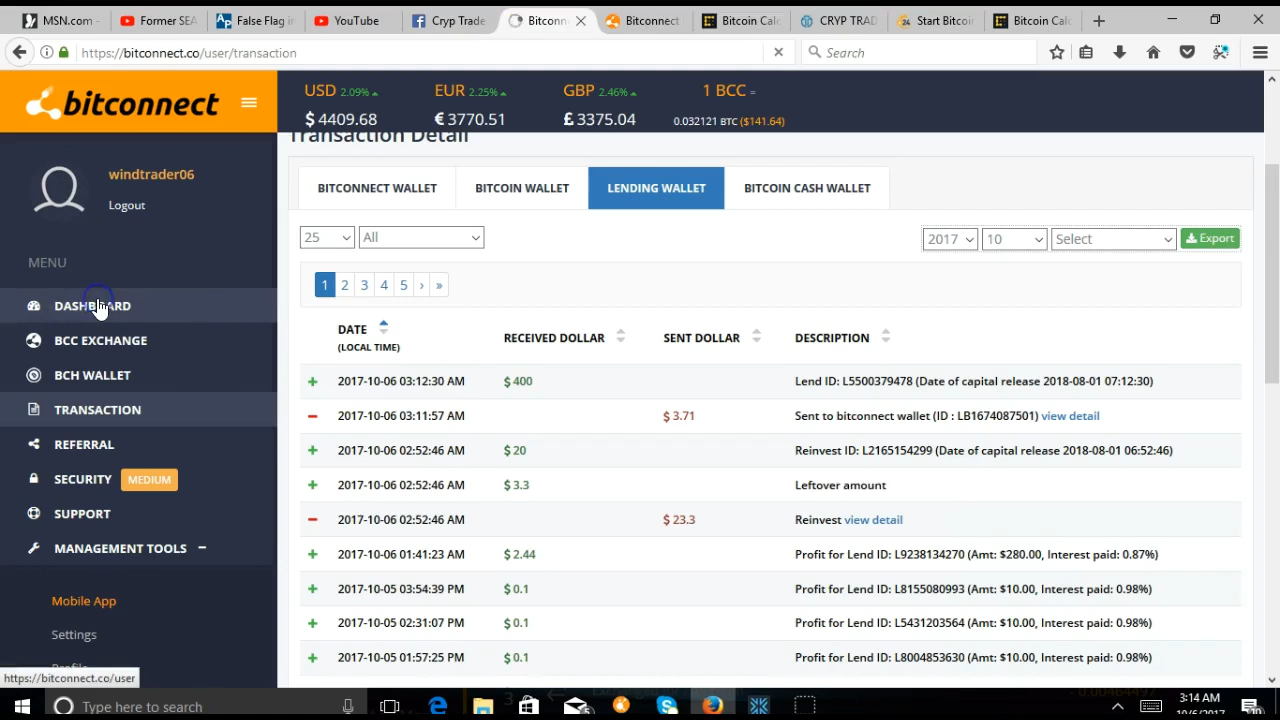 MSN.com -
Former SEA
False Flag in
YouTube
Cryp Trade
Bitconn
Bitconnect
Bitcoin Calc
CRYP TRAD
Start Bitcoi
Bitcoin Calc
https://bitconnect.co/user/transaction
Search
bitconnect
USD 2.09% EUR 2.25% GBP 2.46% 1 BCC =
$ 4409.68 € 3770.51 £ 3375.04 0.032121 BTC ($141.64)
Transaction Detail
windtrader06
Logout
MENU
DASHBOARD
BCC EXCHANGE
BCH WALLET
TRANSACTION
REFERRAL
SECURITY MEDIUM
SUPPORT
MANAGEMENT TOOLS −
Mobile App
Settings
Profile
https://bitconnect.co/user
BITCONNECT WALLET BITCOIN WALLET LENDING WALLET BITCOIN CASH WALLET
25 All 2017 10 Select Export
1 2 3 4 5 › »
DATE (LOCAL TIME) RECEIVED DOLLAR SENT DOLLAR DESCRIPTION
+ 2017-10-06 03:12:30 AM $ 400 Lend ID: L5500379478 (Date of capital release 2018-08-01 07:12:30)
− 2017-10-06 03:11:57 AM $ 3.71 Sent to bitconnect wallet (ID : LB1674087501) view detail
+ 2017-10-06 02:52:46 AM $ 20 Reinvest ID: L2165154299 (Date of capital release 2018-08-01 06:52:46)
+ 2017-10-06 02:52:46 AM $ 3.3 Leftover amount
− 2017-10-06 02:52:46 AM $ 23.3 Reinvest view detail
+ 2017-10-06 01:41:23 AM $ 2.44 Profit for Lend ID: L9238134270 (Amt: $280.00, Interest paid: 0.87%)
+ 2017-10-05 03:54:39 PM $ 0.1 Profit for Lend ID: L8155080993 (Amt: $10.00, Interest paid: 0.98%)
+ 2017-10-05 02:31:07 PM $ 0.1 Profit for Lend ID: L5431203564 (Amt: $10.00, Interest paid: 0.98%)
+ 2017-10-05 01:57:25 PM $ 0.1 Profit for Lend ID: L8004853630 (Amt: $10.00, Interest paid: 0.98%)
Type here to search
3:14 AM
10/6/2017